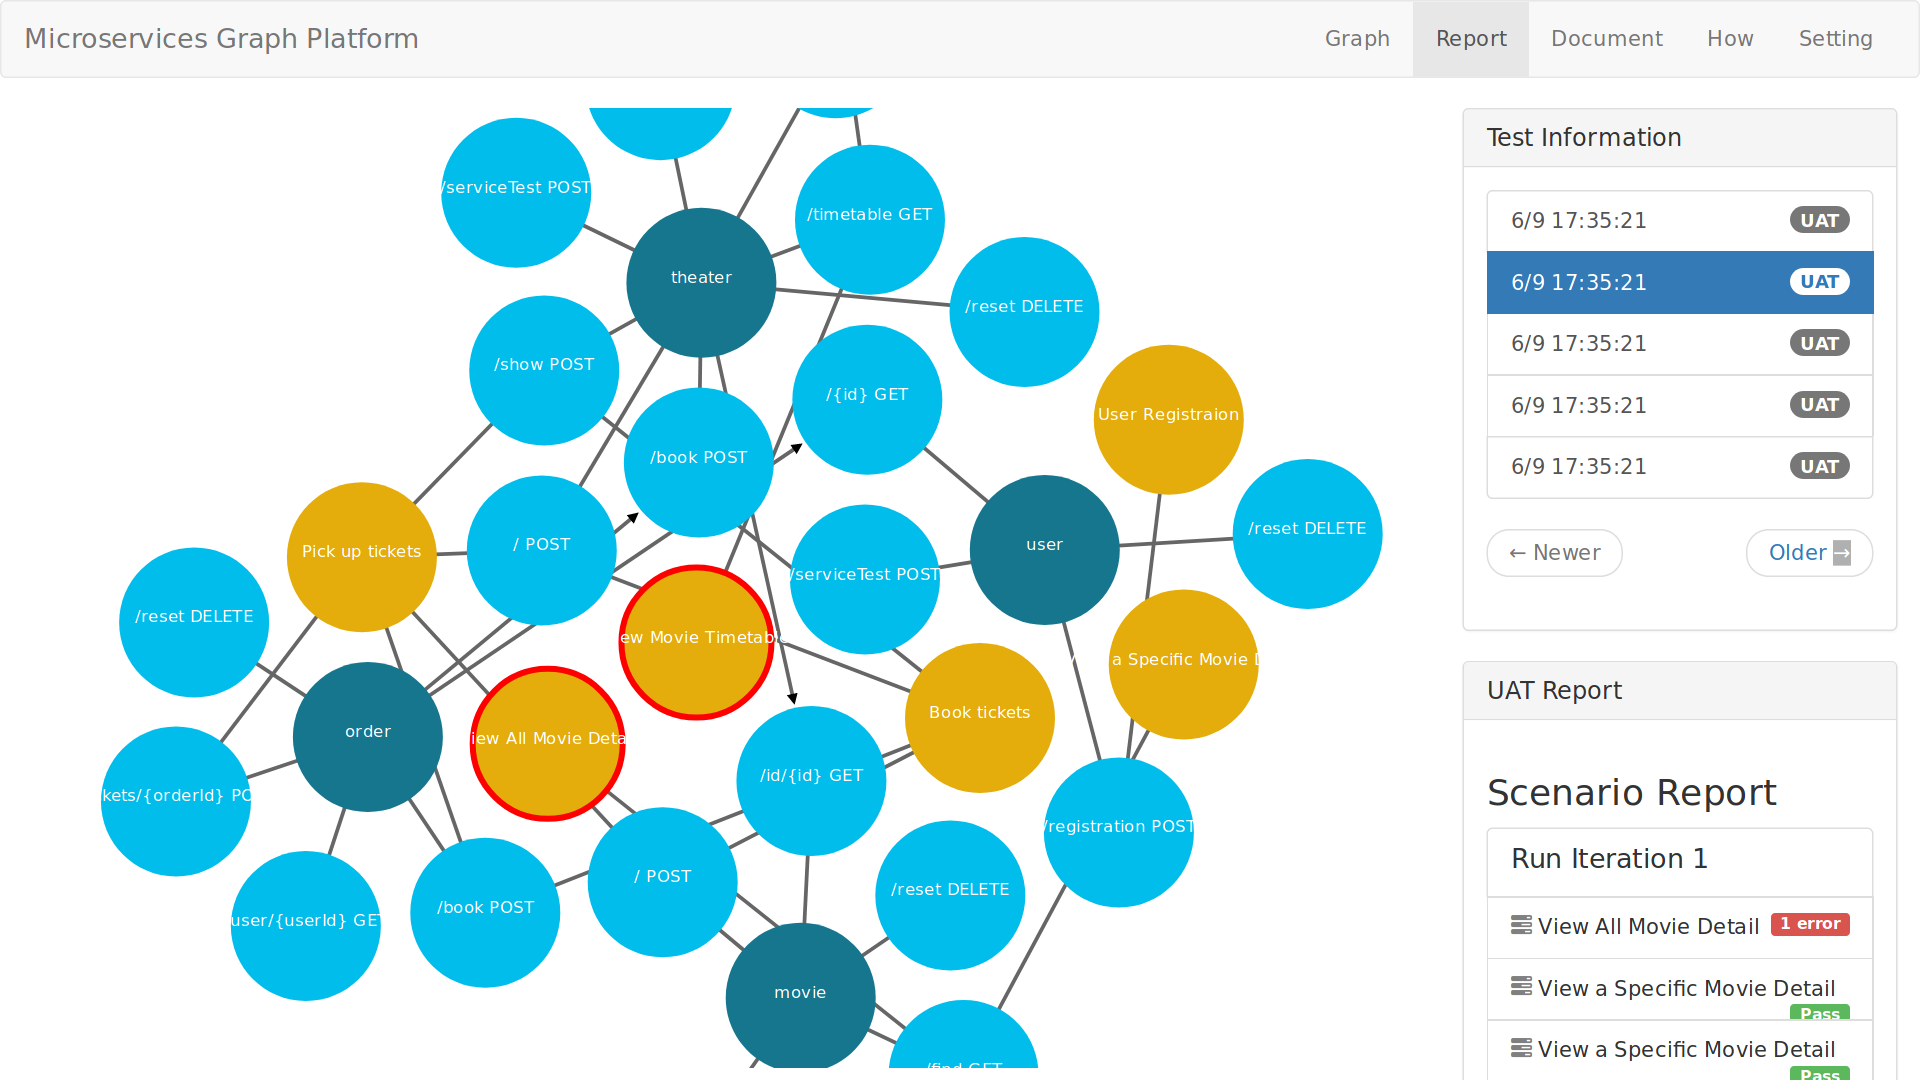 Microservices Graph Platform
Graph
Report
Document
How
Setting
/serviceTest POST
/timetable GET
theater
/reset DELETE
/show POST
/{id} GET
User Registraion
/book POST
/reset DELETE
/ POST
user
Pick up tickets
/serviceTest POST
/reset DELETE
ew Movie Timetable
a Specific Movie D
Book tickets
order
iew All Movie Deta
/id/{id} GET
kets/{orderId} PO
/registration POST
/ POST
/reset DELETE
/book POST
user/{userId} GET
movie
/find GET
Test Information
6/9 17:35:21 UAT
6/9 17:35:21 UAT
6/9 17:35:21 UAT
6/9 17:35:21 UAT
6/9 17:35:21 UAT
← Newer
Older →
UAT Report
Scenario Report
Run Iteration 1
View All Movie Detail 1 error
View a Specific Movie Detail
Pass
View a Specific Movie Detail
Pass